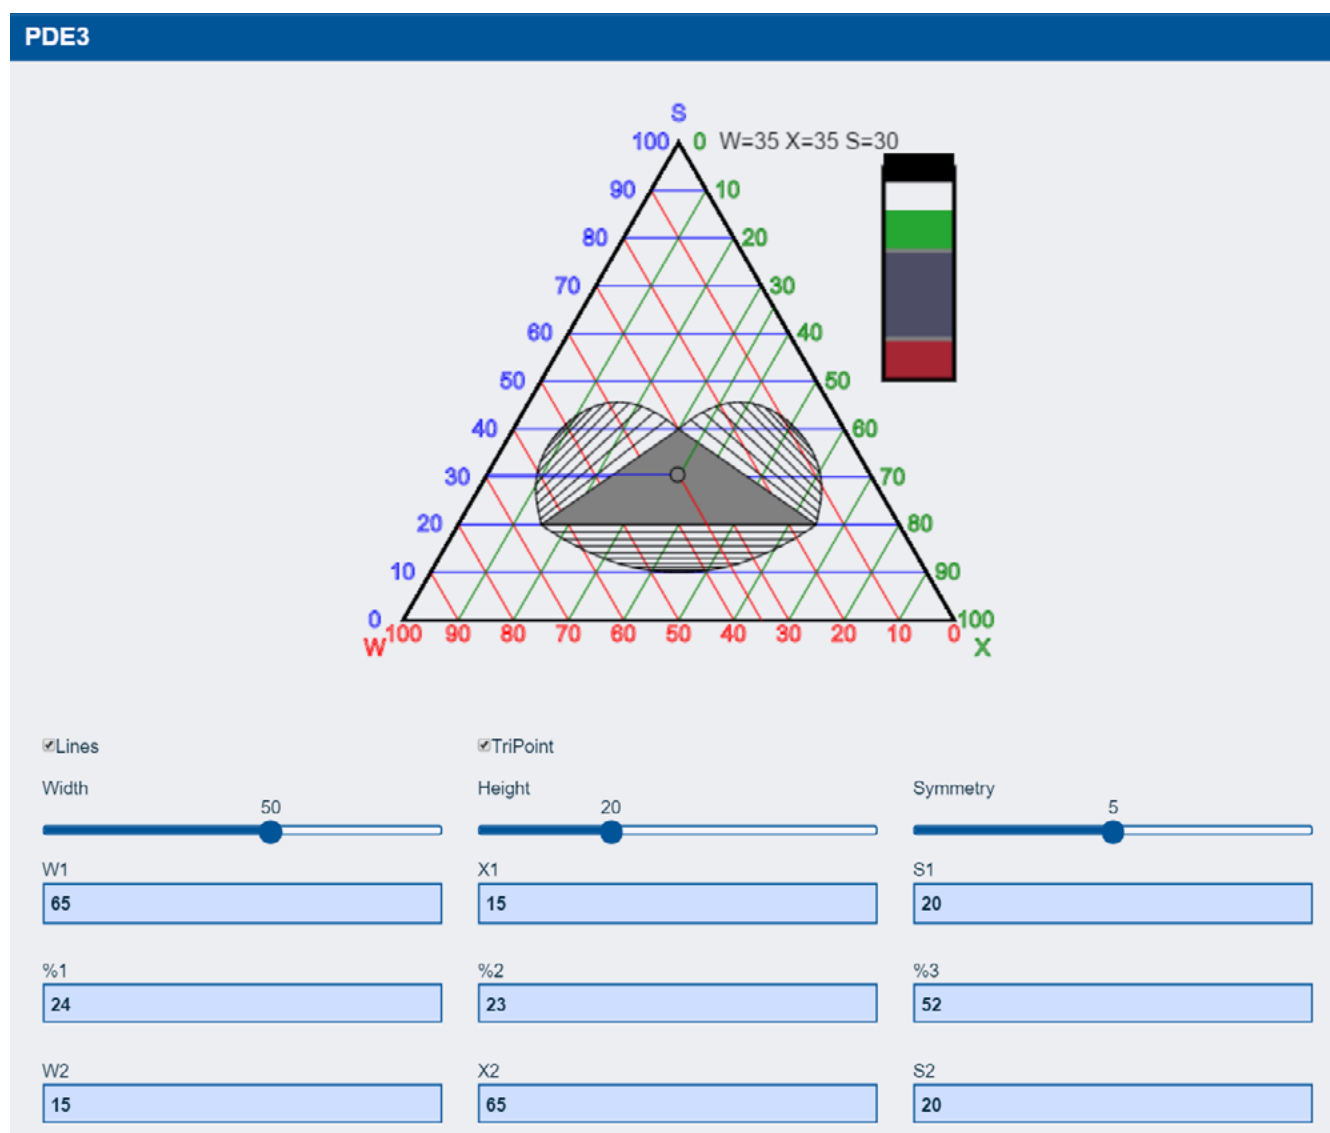 PDE3
S
100 0 W=35 X=35 S=30
90 10
80 20
70 30
60 40
50 50
40 60
30 70
20 80
10 90
0 100
W 100 90 80 70 60 50 40 30 20 10 0 X
Lines TriPoint
Width Height Symmetry
50 20 5
W1 X1 S1
65 15 20
%1 %2 %3
24 23 52
W2 X2 S2
15 65 20